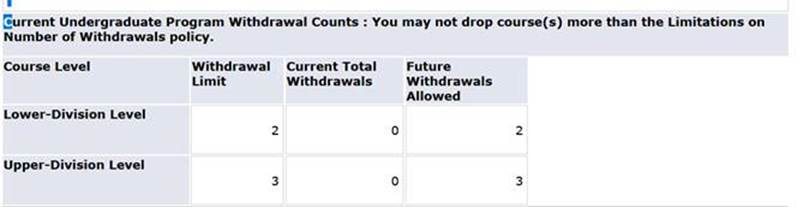 Current Undergraduate Program Withdrawal Counts : You may not drop course(s) more than the Limitations on
Number of Withdrawals policy.
Course Level Withdrawal Limit Current Total Withdrawals Future Withdrawals Allowed
Lower-Division Level 2 0 2
Upper-Division Level 3 0 3